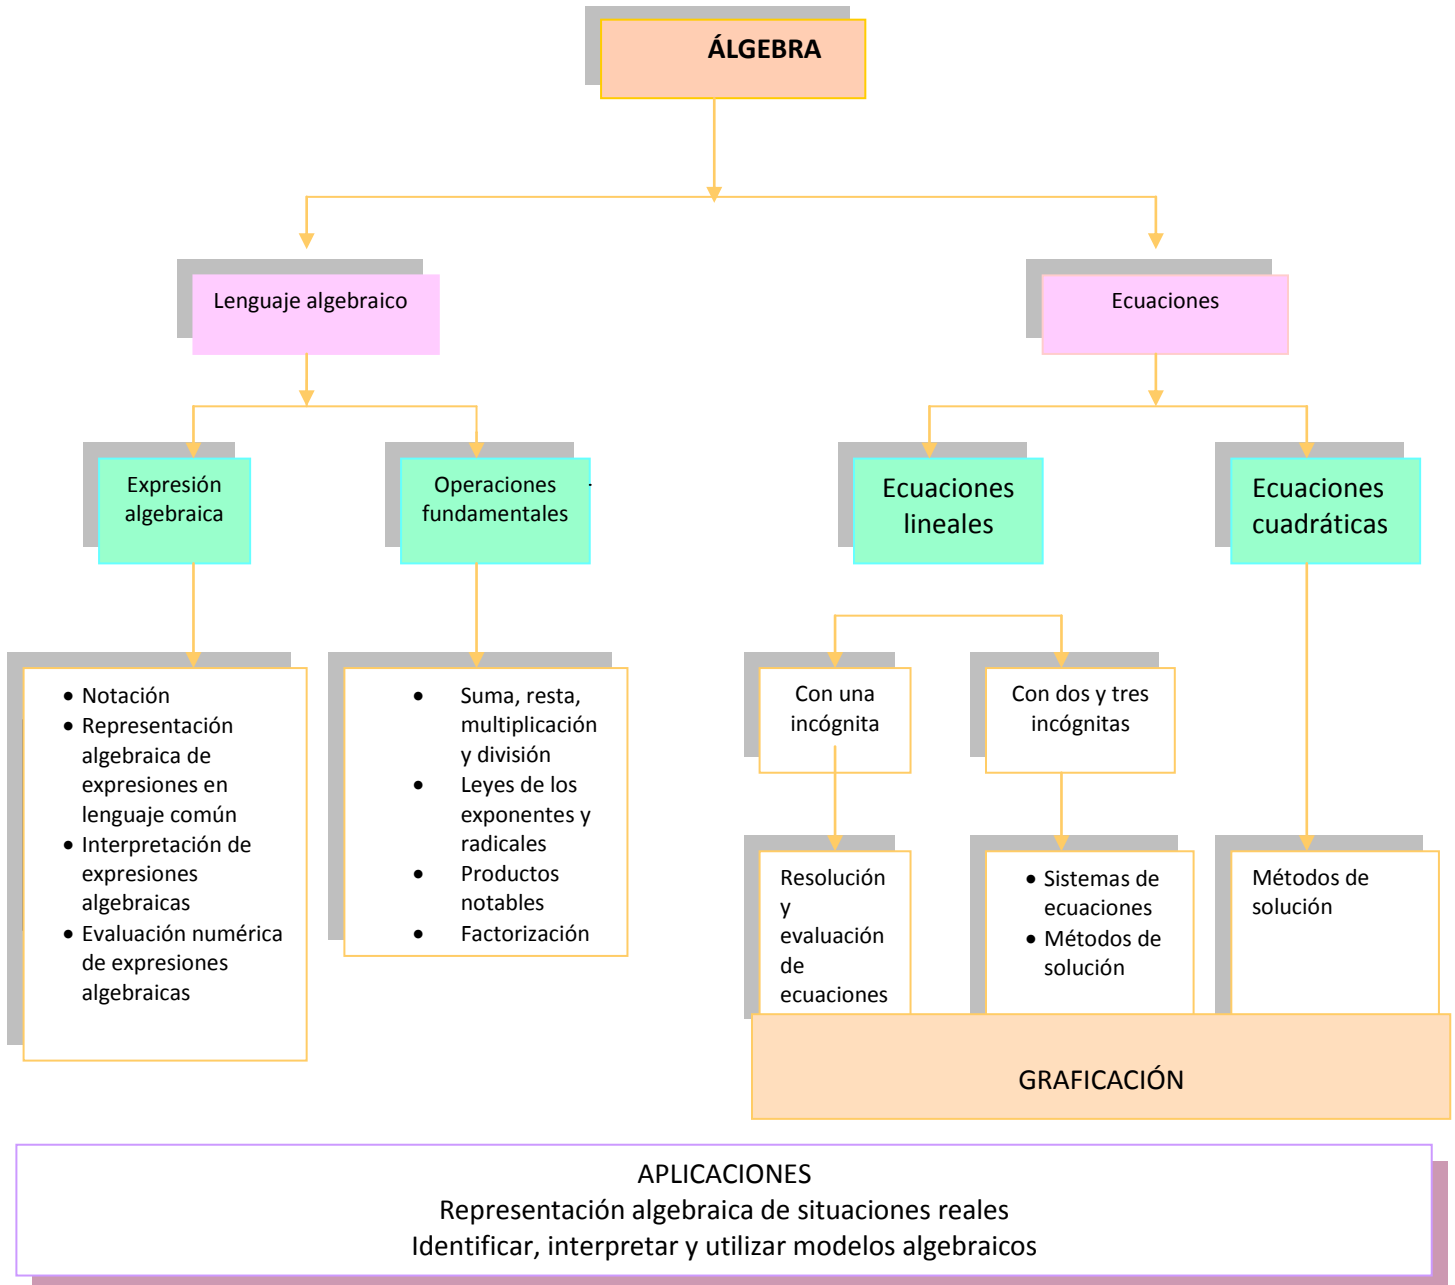 ÁLGEBRA
Lenguaje algebraico
Ecuaciones
Expresión
algebraica
Operaciones
fundamentales
Ecuaciones
lineales
Ecuaciones
cuadráticas
• Notación
• Representación
algebraica de
expresiones en
lenguaje común
• Interpretación de
expresiones
algebraicas
• Evaluación numérica
de expresiones
algebraicas
• Suma, resta,
multiplicación
y división
• Leyes de los
exponentes y
radicales
• Productos
notables
• Factorización
Con una
incógnita
Con dos y tres
incógnitas
Resolución
y
evaluación
de
ecuaciones
• Sistemas de
ecuaciones
• Métodos de
solución
Métodos de
solución
GRAFICACIÓN
APLICACIONES
Representación algebraica de situaciones reales
Identificar, interpretar y utilizar modelos algebraicos